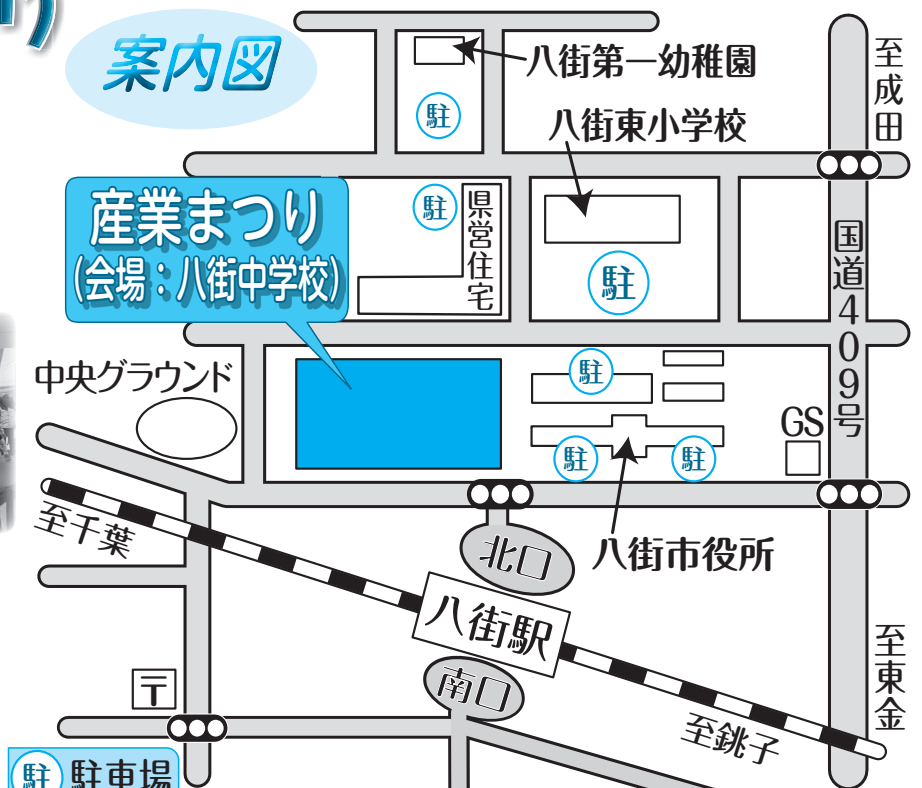 案内図
八街第一幼稚園
至成田
駐
八街東小学校
産業まつり
(会場：八街中学校)
駐
県営住宅
駐
国道409号
中央グラウンド
駐
GS
駐
駐
至千葉
北口
八街市役所
八街駅
至東金
〒
南口
至銚子
駐 駐車場